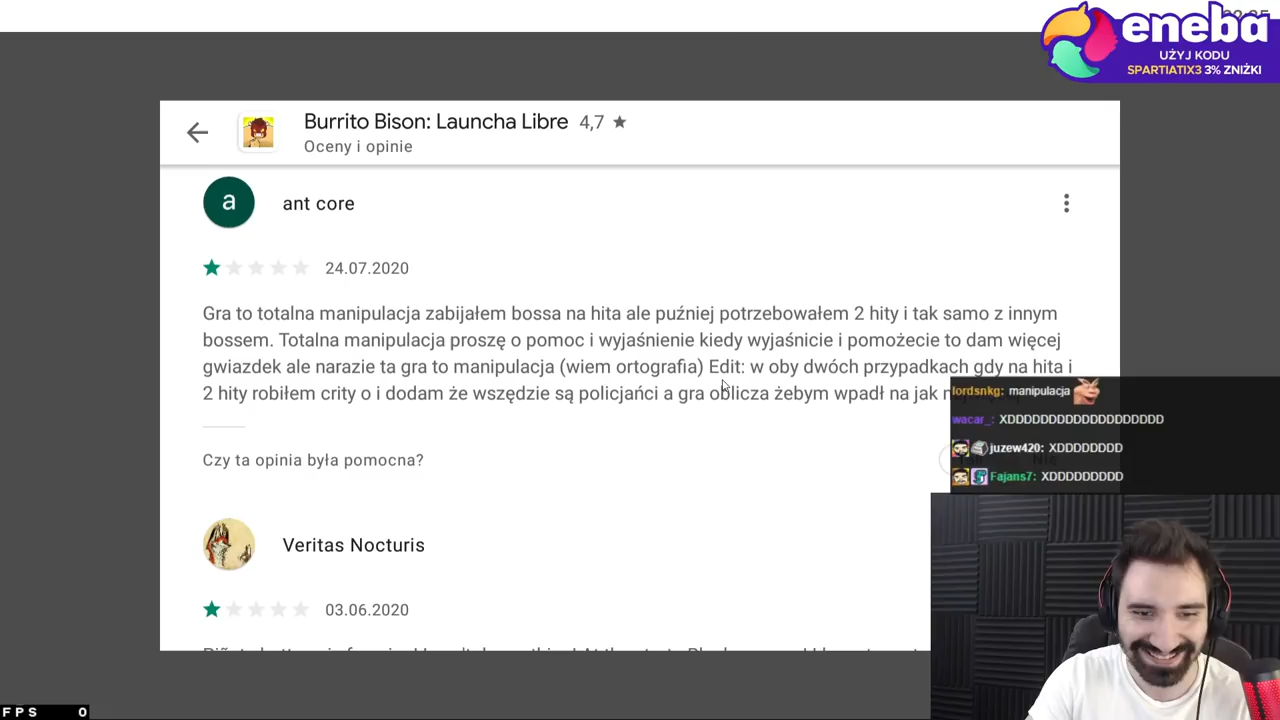 eneba
UŻYJ KODU
SPARTIATIX3 3% ZNIŻKI
Burrito Bison: Launcha Libre 4,7 ★
Oceny i opinie
a
ant core
24.07.2020
Gra to totalna manipulacja zabijałem bossa na hita ale puźniej potrzebowałem 2 hity i tak samo z innym
bossem. Totalna manipulacja proszę o pomoc i wyjaśnienie kiedy wyjaśnicie i pomożecie to dam więcej
gwiazdek ale narazie ta gra to manipulacja (wiem ortografia) Edit: w oby dwóch przypadkach gdy na hita i
2 hity robiłem crity o i dodam że wszędzie są policjańci a gra oblicza żebym wpadł na jak
lordsnkg: manipulacja
wacar_: XDDDDDDDDDDDDDDDDDDD
juzew420: XDDDDDDDD
Fajans7: XDDDDDDDDD
Czy ta opinia była pomocna?
Veritas Nocturis
03.06.2020
FPS 0